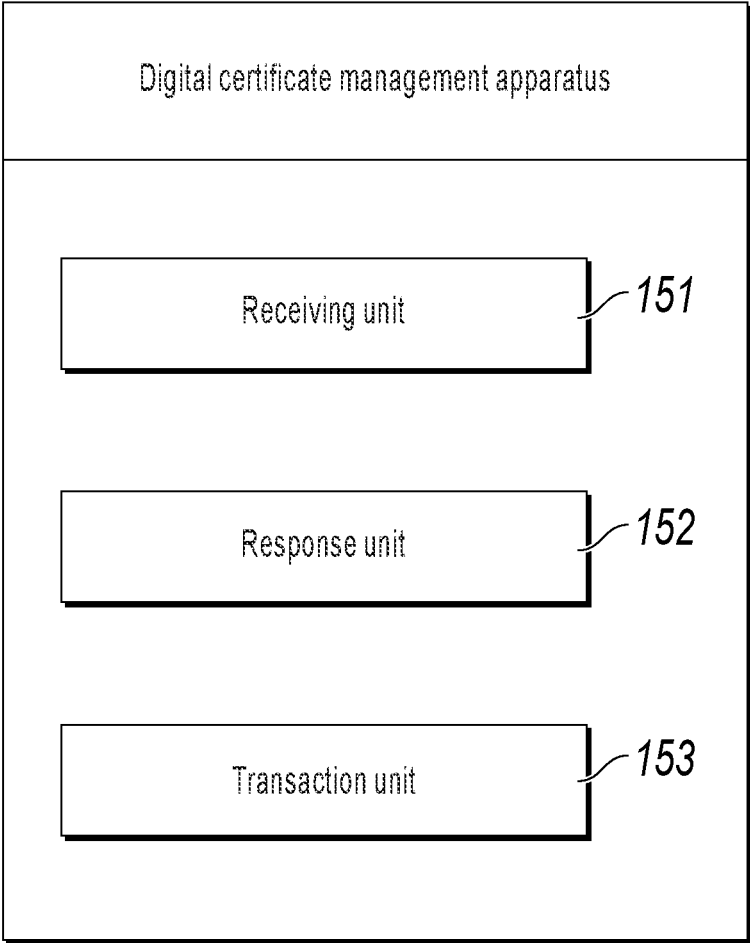 Digital certificate management apparatus
Receiving unit
151
Response unit
152
Transaction unit
153